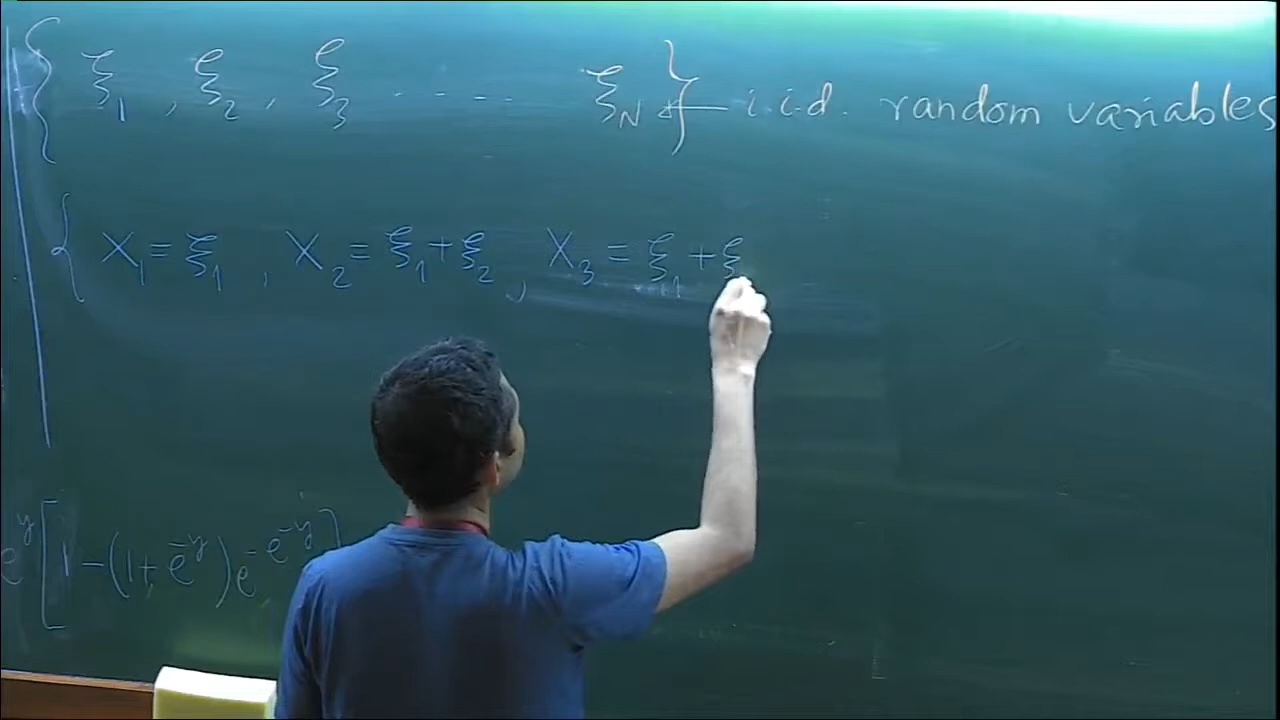 { ξ₁, ξ₂, ξ₃ ..... ξ_N } ← i.i.d. random variables
{ X₁ = ξ₁, X₂ = ξ₁ + ξ₂, X₃ = ξ₁ + ξ
e^y [1 - (1 + e^{-y}) e^{-e^{-y}}]